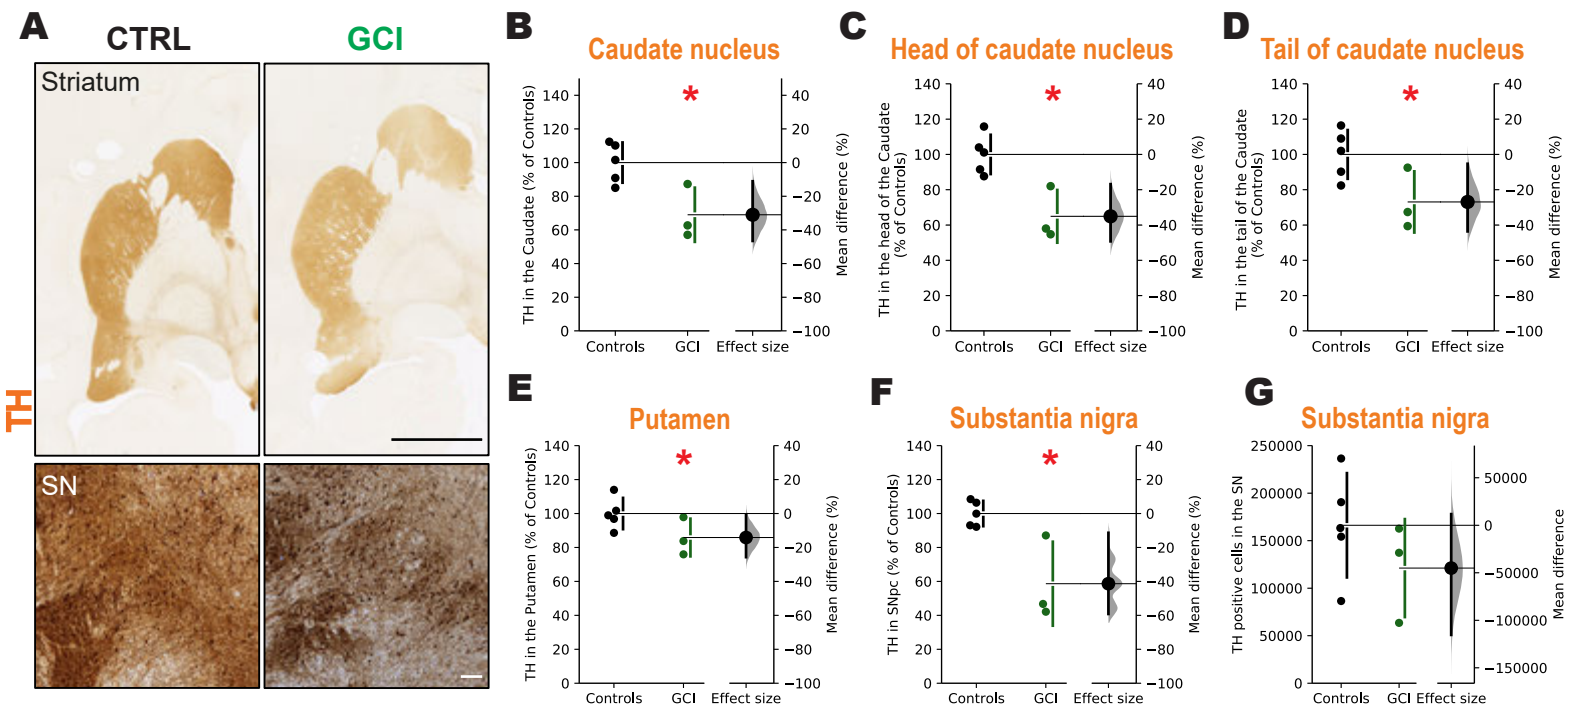 A
CTRL
GCI
Striatum
SN
TH
B
Caudate nucleus
*
TH in the Caudate (% of Controls)
140
120
100
80
60
40
20
0
40
20
0
−20
−40
−60
−80
−100
Mean difference (%)
Controls
GCI
Effect size
C
Head of caudate nucleus
*
TH in the head of the Caudate
(% of Controls)
140
120
100
80
60
40
20
0
40
20
0
−20
−40
−60
−80
−100
Mean difference (%)
Controls
GCI
Effect size
D
Tail of caudate nucleus
*
TH in the tail of the Caudate
(% of Controls)
140
120
100
80
60
40
20
0
40
20
0
−20
−40
−60
−80
−100
Mean difference (%)
Controls
GCI
Effect size
E
Putamen
*
TH in the Putamen (% of Controls)
140
120
100
80
60
40
20
0
40
20
0
−20
−40
−60
−80
−100
Mean difference (%)
Controls
GCI
Effect size
F
Substantia nigra
*
TH in SNpc (% of Controls)
140
120
100
80
60
40
20
0
40
20
0
−20
−40
−60
−80
−100
Mean difference (%)
Controls
GCI
Effect size
G
Substantia nigra
TH positive cells in the SN
250000
200000
150000
100000
50000
0
50000
0
−50000
−100000
−150000
Mean difference
Controls
GCI
Effect size